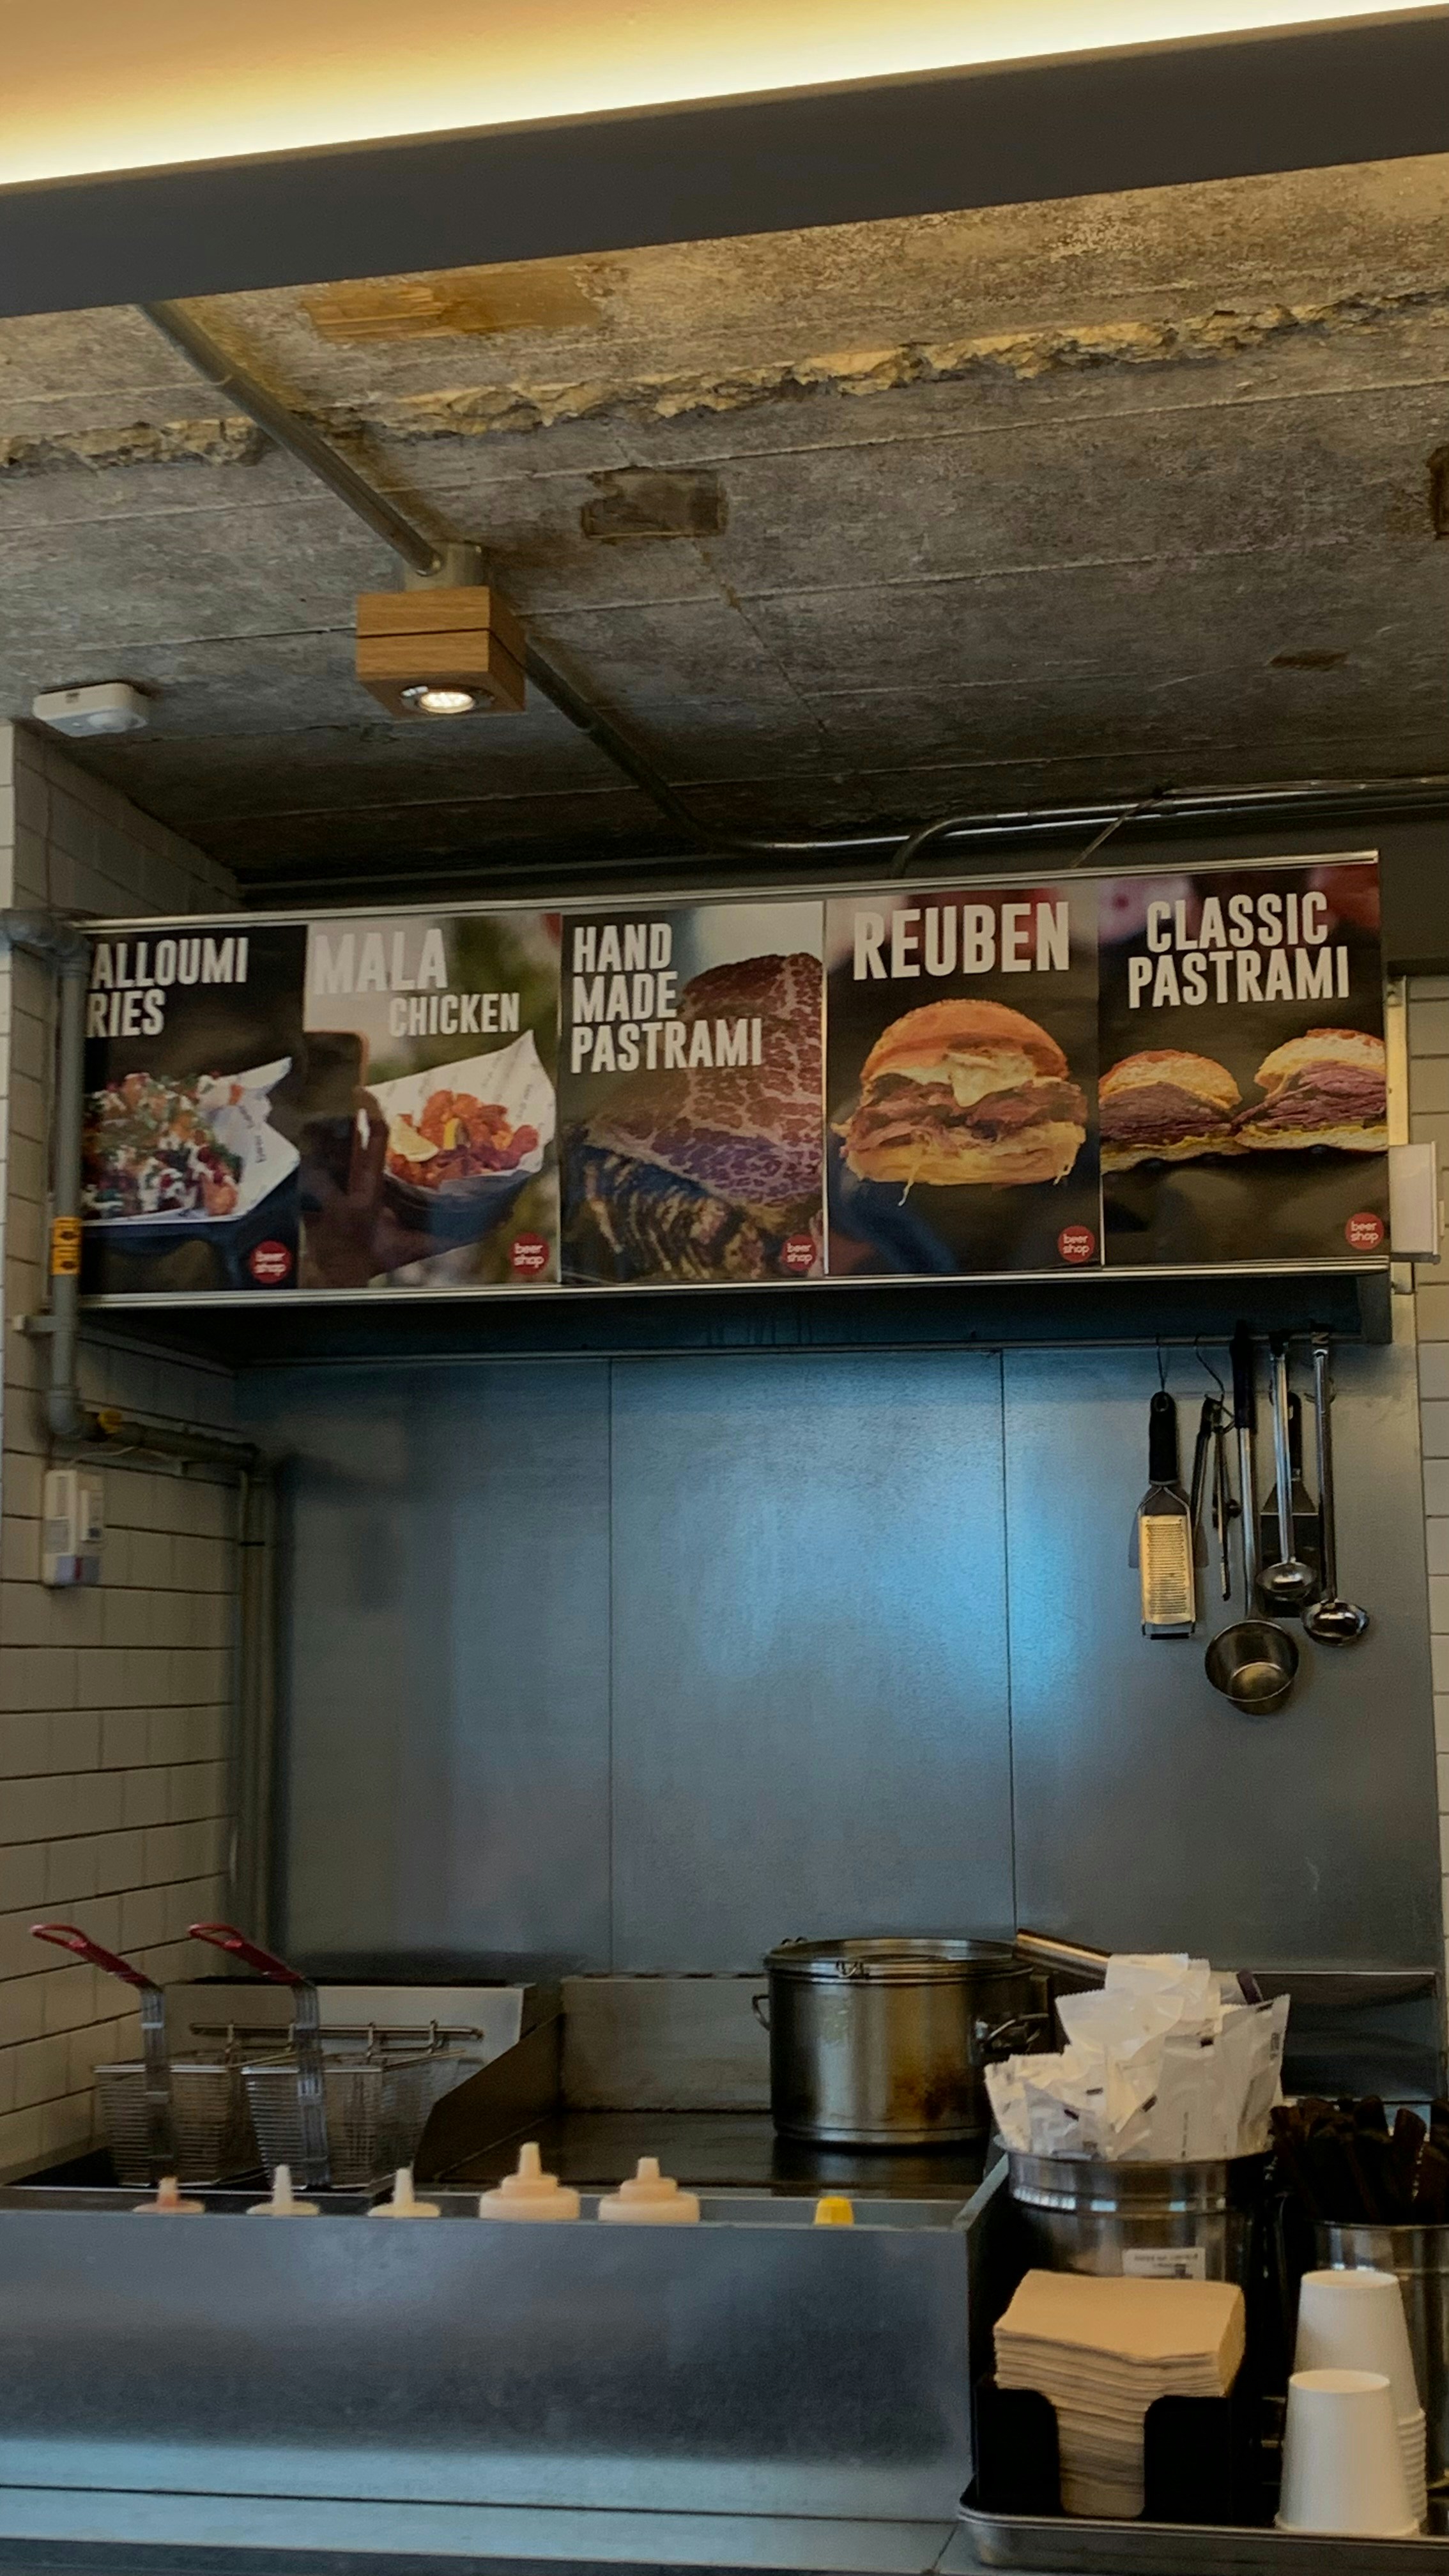 ALLOUMI
RIES
MALA
CHICKEN
HAND
MADE
PASTRAMI
REUBEN
CLASSIC
PASTRAMI
beer
shop
beer
shop
beer
shop
beer
shop
beer
shop